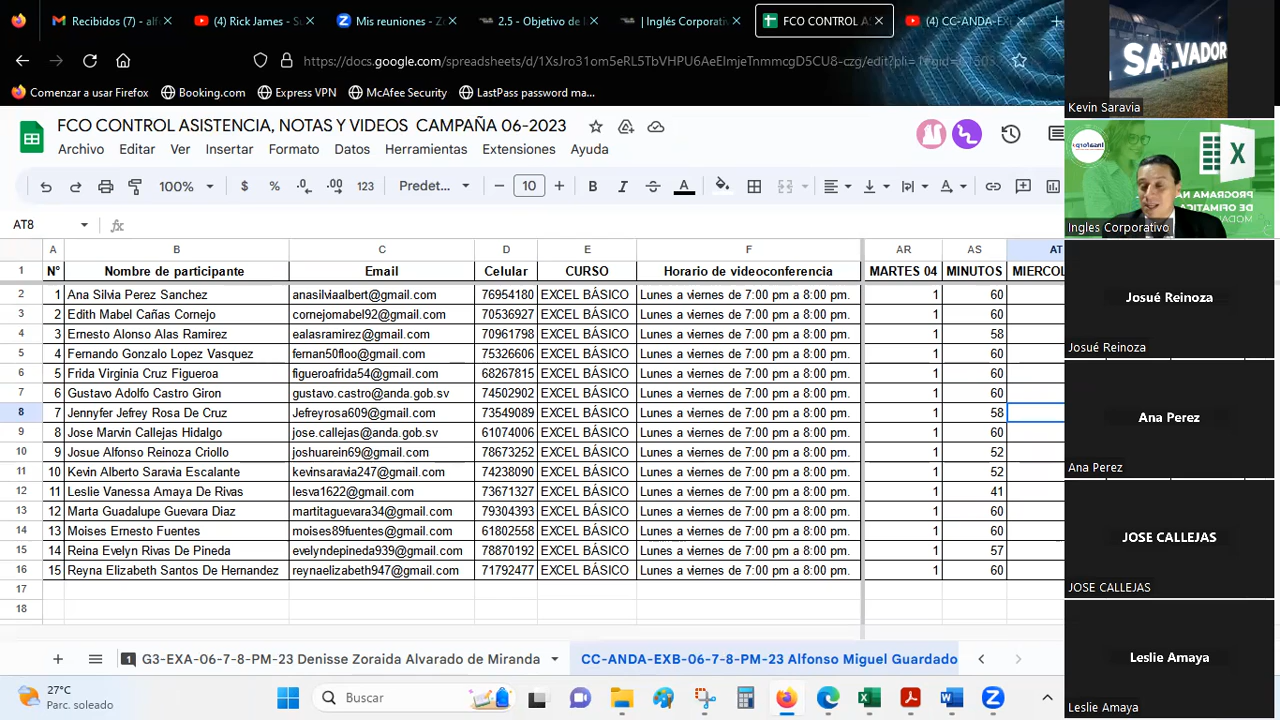 Recibidos (7) - alf
(4) Rick James - Su
Mis reuniones - Zo
2.5 - Objetivo de
| Inglés Corporativ
FCO CONTROL AS
(4) CC-ANDA-EX
Comenzar a usar Firefox
Booking.com
Express VPN
McAfee Security
LastPass password ma...
FCO CONTROL ASISTENCIA, NOTAS Y VIDEOS CAMPAÑA 06-2023
Archivo Editar Ver Insertar Formato Datos Herramientas Extensiones Ayuda
100% $ % .0 .00 123 Predet... 10 B I S A
AT8 fx
A B C D E F AR AS AT
1 N° Nombre de participante Email Celular CURSO Horario de videoconferencia MARTES 04 MINUTOS MIERCOL
2 1 Ana Silvia Perez Sanchez anasilviaalbert@gmail.com 76954180 EXCEL BÁSICO Lunes a viernes de 7:00 pm a 8:00 pm. 1 60
3 2 Edith Mabel Cañas Cornejo cornejomabel92@gmail.com 70536927 EXCEL BÁSICO Lunes a viernes de 7:00 pm a 8:00 pm. 1 60
4 3 Ernesto Alonso Alas Ramirez ealasramirez@gmail.com 70961798 EXCEL BÁSICO Lunes a viernes de 7:00 pm a 8:00 pm. 1 58
5 4 Fernando Gonzalo Lopez Vasquez fernan50floo@gmail.com 75326606 EXCEL BÁSICO Lunes a viernes de 7:00 pm a 8:00 pm. 1 60
6 5 Frida Virginia Cruz Figueroa figueroafrida54@gmail.com 68267815 EXCEL BÁSICO Lunes a viernes de 7:00 pm a 8:00 pm. 1 60
7 6 Gustavo Adolfo Castro Giron gustavo.castro@anda.gob.sv 74502902 EXCEL BÁSICO Lunes a viernes de 7:00 pm a 8:00 pm. 1 60
8 7 Jennyfer Jefrey Rosa De Cruz Jefreyrosa609@gmail.com 73549089 EXCEL BÁSICO Lunes a viernes de 7:00 pm a 8:00 pm. 1 58
9 8 Jose Marvin Callejas Hidalgo jose.callejas@anda.gob.sv 61074006 EXCEL BÁSICO Lunes a viernes de 7:00 pm a 8:00 pm. 1 60
10 9 Josue Alfonso Reinoza Criollo joshuarein69@gmail.com 78673252 EXCEL BÁSICO Lunes a viernes de 7:00 pm a 8:00 pm. 1 52
11 10 Kevin Alberto Saravia Escalante kevinsaravia247@gmail.com 74238090 EXCEL BÁSICO Lunes a viernes de 7:00 pm a 8:00 pm. 1 52
12 11 Leslie Vanessa Amaya De Rivas lesva1622@gmail.com 73671327 EXCEL BÁSICO Lunes a viernes de 7:00 pm a 8:00 pm. 1 41
13 12 Marta Guadalupe Guevara Diaz martitaguevara34@gmail.com 79304393 EXCEL BÁSICO Lunes a viernes de 7:00 pm a 8:00 pm. 1 60
14 13 Moises Ernesto Fuentes moises89fuentes@gmail.com 61802558 EXCEL BÁSICO Lunes a viernes de 7:00 pm a 8:00 pm. 1 60
15 14 Reina Evelyn Rivas De Pineda evelyndepineda939@gmail.com 78870192 EXCEL BÁSICO Lunes a viernes de 7:00 pm a 8:00 pm. 1 57
16 15 Reyna Elizabeth Santos De Hernandez reynaelizabeth947@gmail.com 71792477 EXCEL BÁSICO Lunes a viernes de 7:00 pm a 8:00 pm. 1 60
17
18
1 G3-EXA-06-7-8-PM-23 Denisse Zoraida Alvarado de Miranda
CC-ANDA-EXB-06-7-8-PM-23 Alfonso Miguel Guardado
27°C
Parc. soleado
Buscar
SALVADOR
Kevin Saravia
Insaforp
PROGRAMA NA
DE OFIMATICA
MODAL
Ingles Corporativo
Josué Reinoza
Josué Reinoza
Ana Perez
Ana Perez
JOSE CALLEJAS
JOSE CALLEJAS
Leslie Amaya
Leslie Amaya